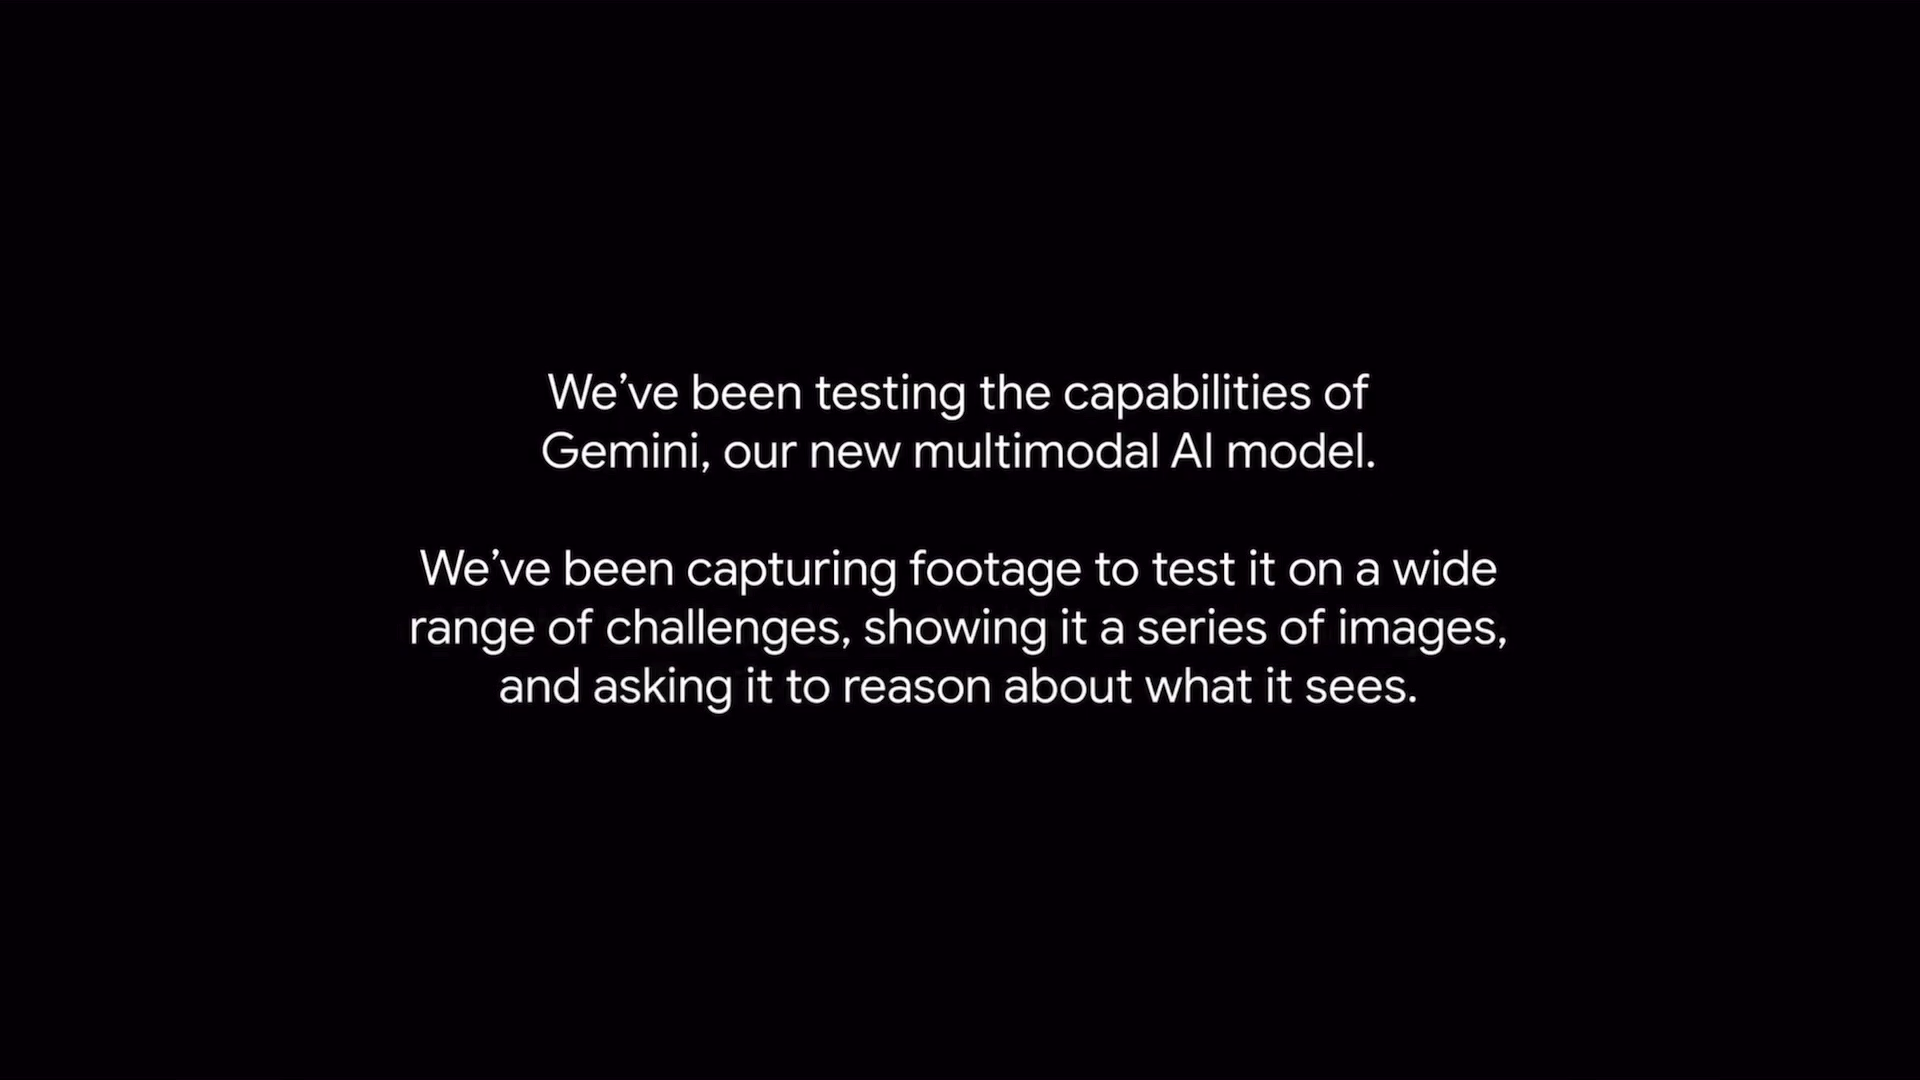 We’ve been testing the capabilities of
Gemini, our new multimodal AI model.
We’ve been capturing footage to test it on a wide
range of challenges, showing it a series of images,
and asking it to reason about what it sees.